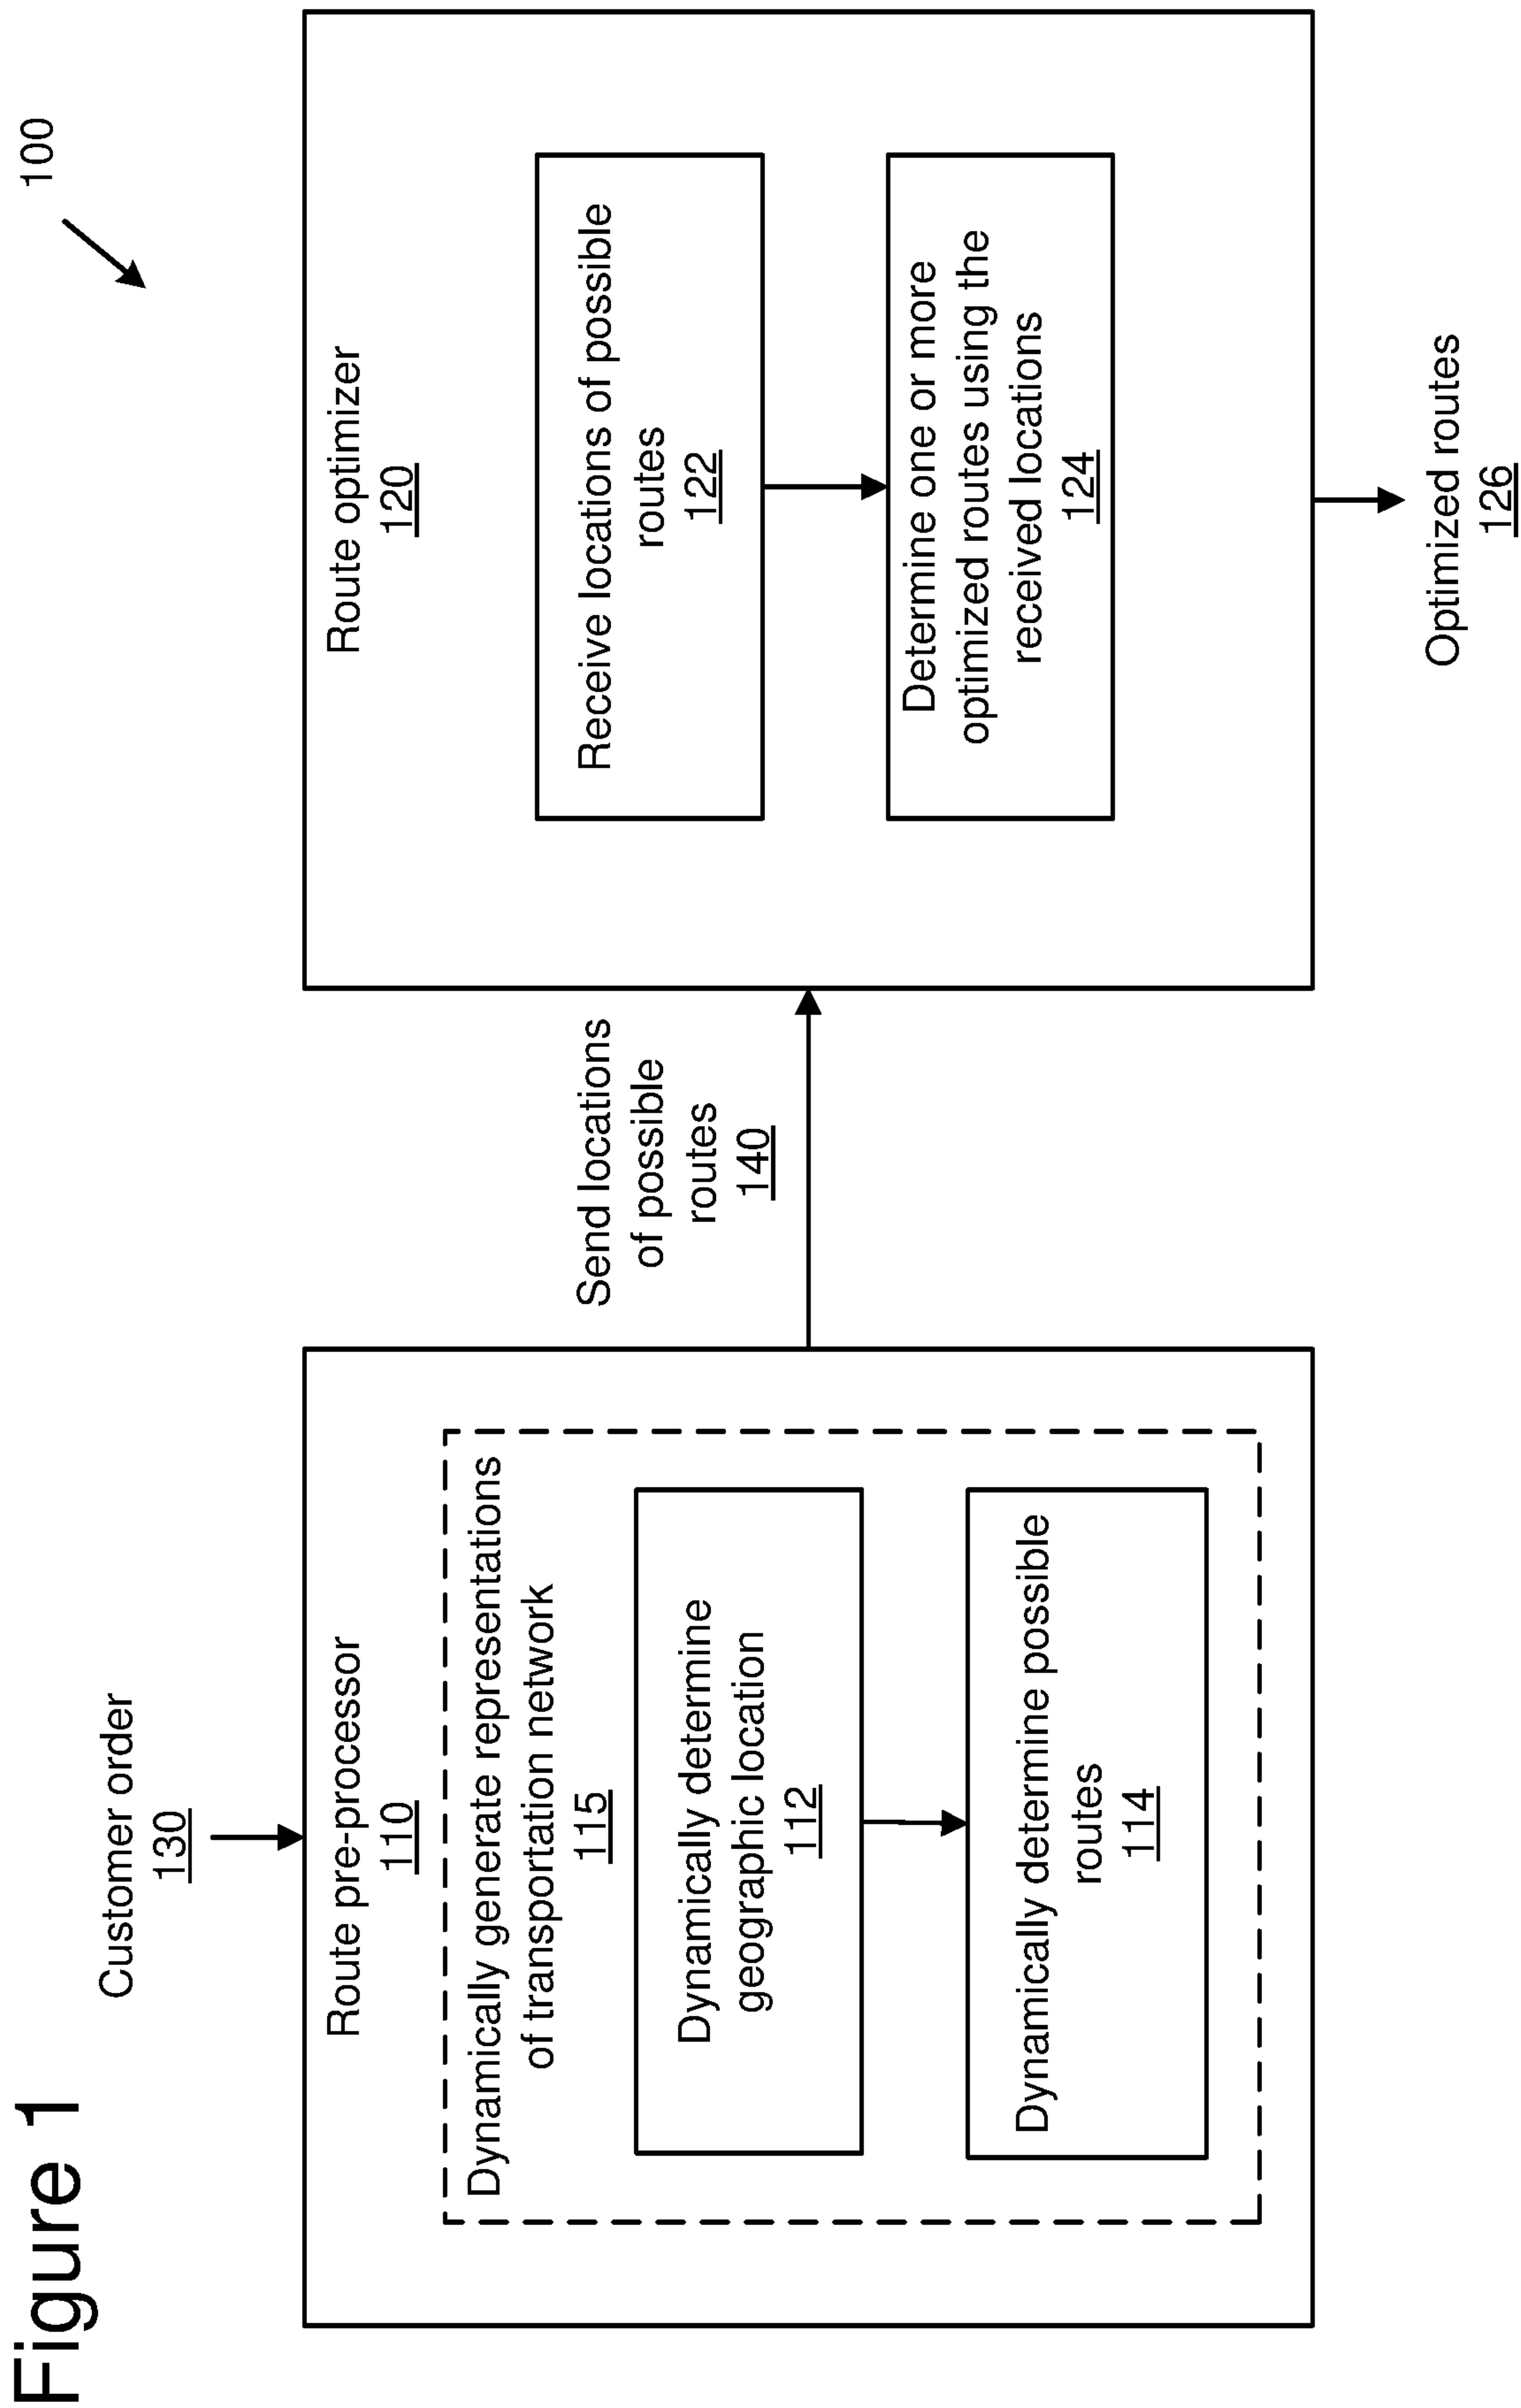 Figure 1
100
Customer order
130
Route pre-processor
110
Dynamically generate representations
of transportation network
115
Dynamically determine
geographic location
112
Dynamically determine possible
routes
114
Send locations
of possible
routes
140
Route optimizer
120
Receive locations of possible
routes
122
Determine one or more
optimized routes using the
received locations
124
Optimized routes
126